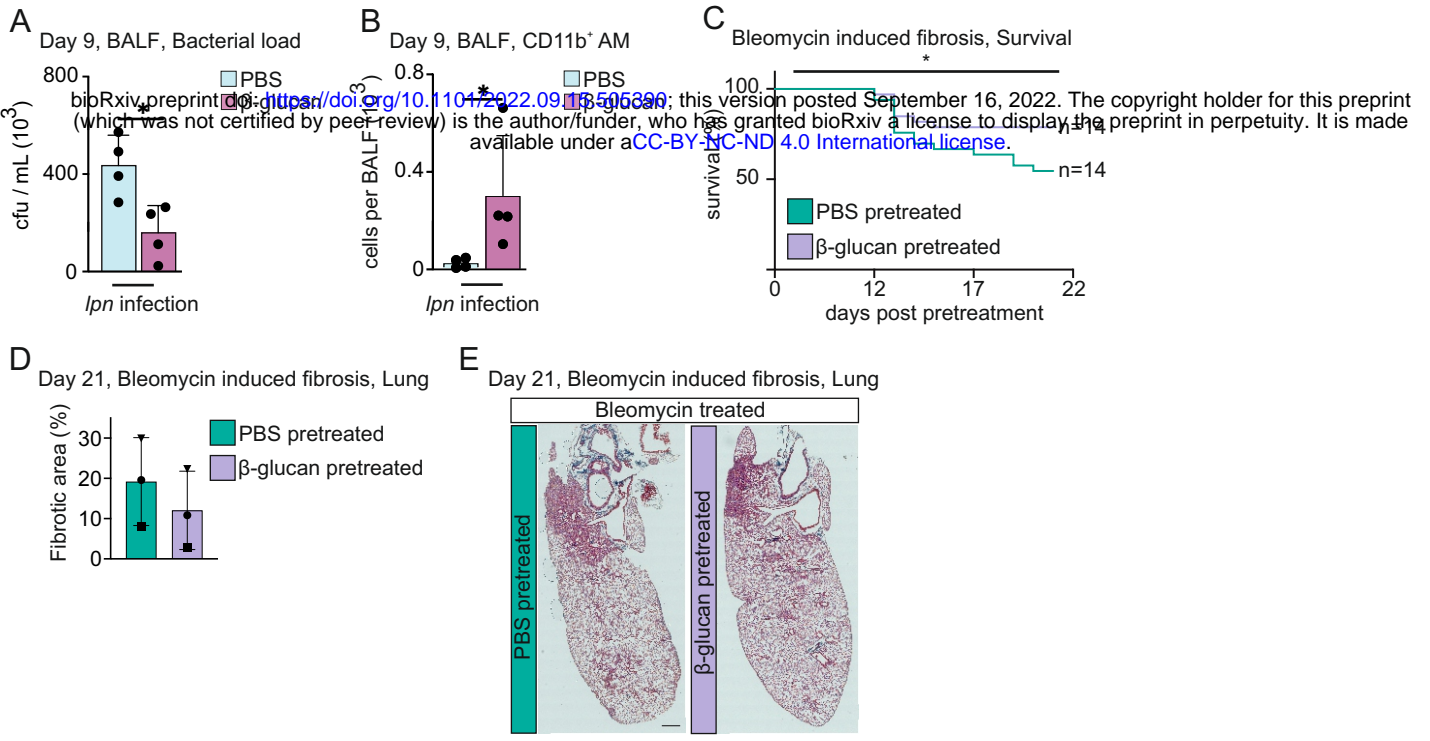 A
Day 9, BALF, Bacterial load
cfu / mL (10³)
800
400
0
PBS
β-glucan
*
lpn infection
B
Day 9, BALF, CD11b⁺ AM
cells per BALF (10³)
0.8
0.4
0
PBS
β-glucan
*
lpn infection
C
Bleomycin induced fibrosis, Survival
*
survival %
100
50
n=14
n=14
PBS pretreated
β-glucan pretreated
0
12
17
22
days post pretreatment
bioRxiv preprint doi: https://doi.org/10.1101/2022.09.15.505390; this version posted September 16, 2022. The copyright holder for this preprint
(which was not certified by peer review) is the author/funder, who has granted bioRxiv a license to display the preprint in perpetuity. It is made
available under aCC-BY-NC-ND 4.0 International license.
D
Day 21, Bleomycin induced fibrosis, Lung
Fibrotic area (%)
30
20
10
0
PBS pretreated
β-glucan pretreated
E
Day 21, Bleomycin induced fibrosis, Lung
Bleomycin treated
PBS pretreated
β-glucan pretreated